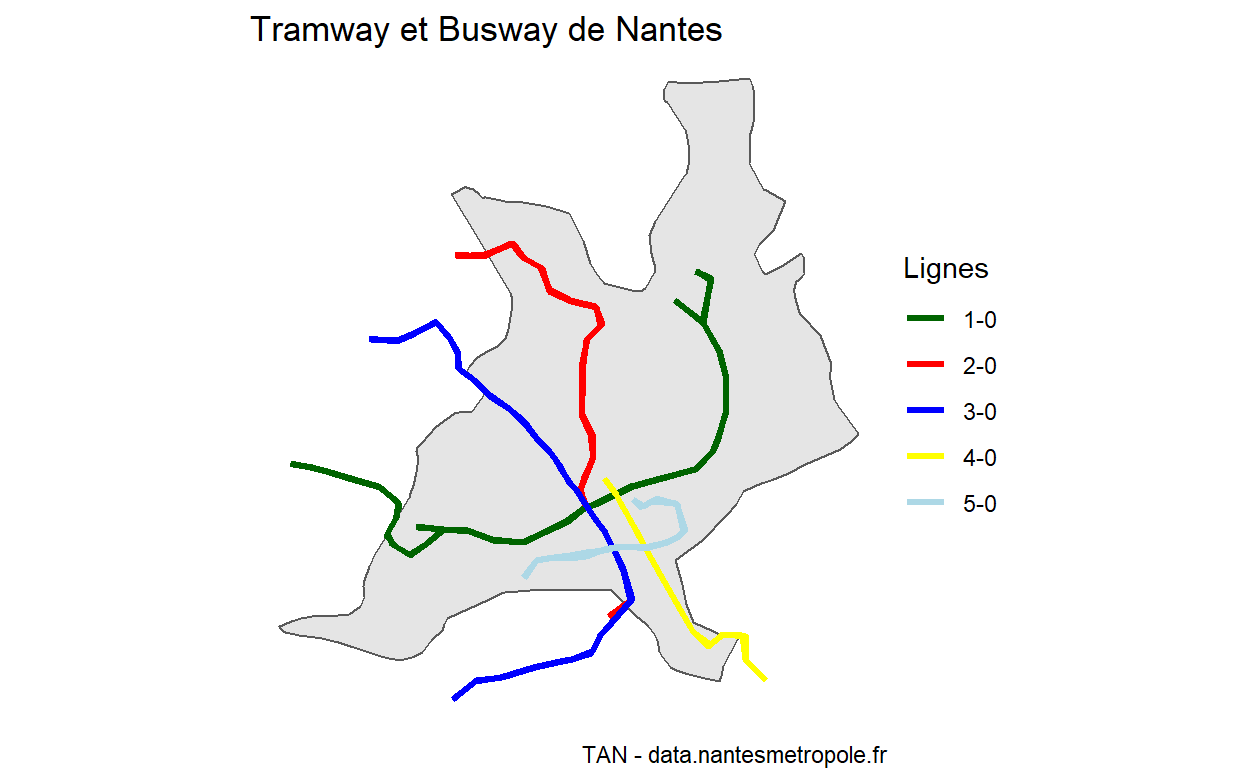 Tramway et Busway de Nantes
Lignes
1-0
2-0
3-0
4-0
5-0
TAN - data.nantesmetropole.fr